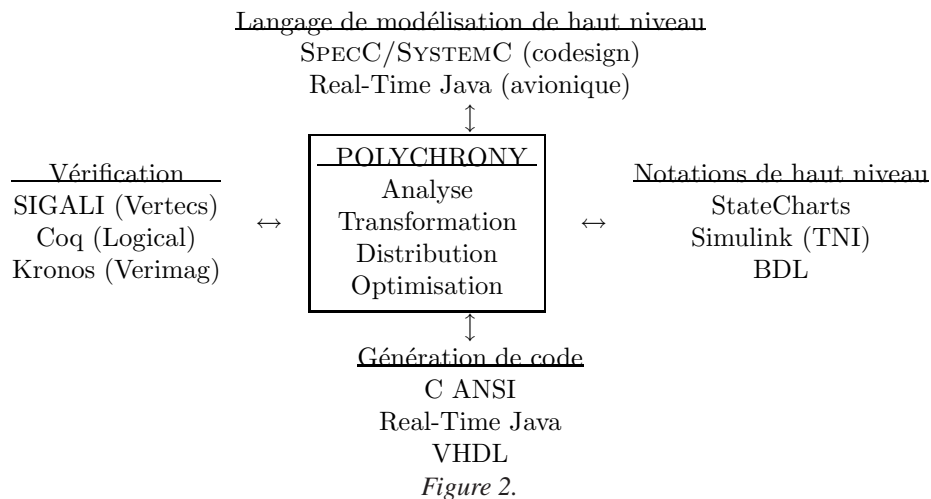 Langage de modélisation de haut niveau
SPECC/SYSTEMC (codesign)
Real-Time Java (avionique)
↕
Vérification
SIGALI (Vertecs)
Coq (Logical)
Kronos (Verimag)
↔
POLYCHRONY
Analyse
Transformation
Distribution
Optimisation
↔
Notations de haut niveau
StateCharts
Simulink (TNI)
BDL
↕
Génération de code
C ANSI
Real-Time Java
VHDL
Figure 2.